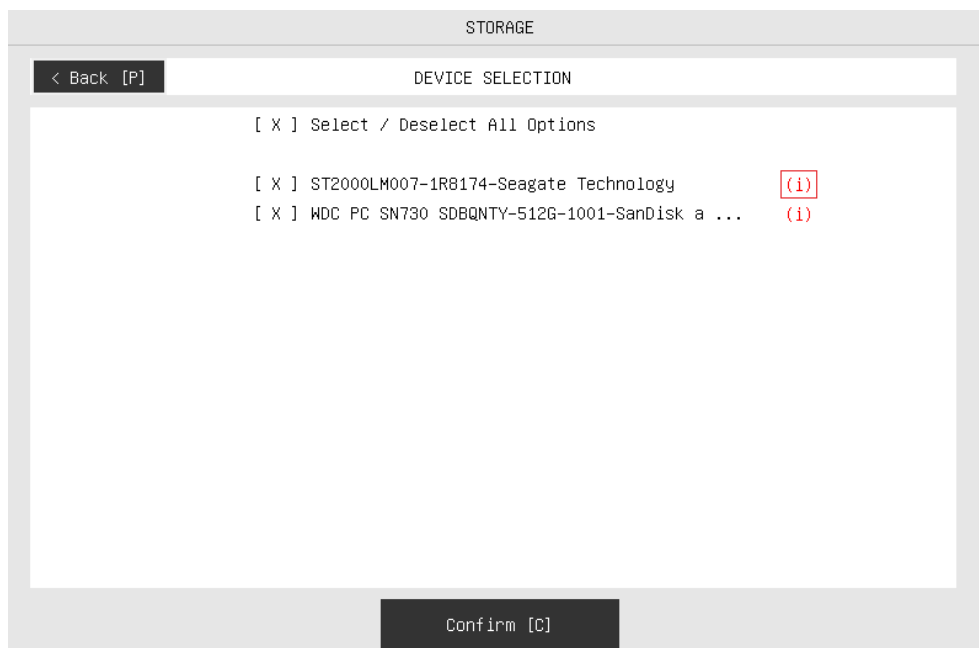 STORAGE
< Back [P]
DEVICE SELECTION
[ X ] Select / Deselect All Options
[ X ] ST2000LM007-1R8174-Seagate Technology (i)
[ X ] WDC PC SN730 SDBQNTY-512G-1001-SanDisk a ... (i)
Confirm [C]